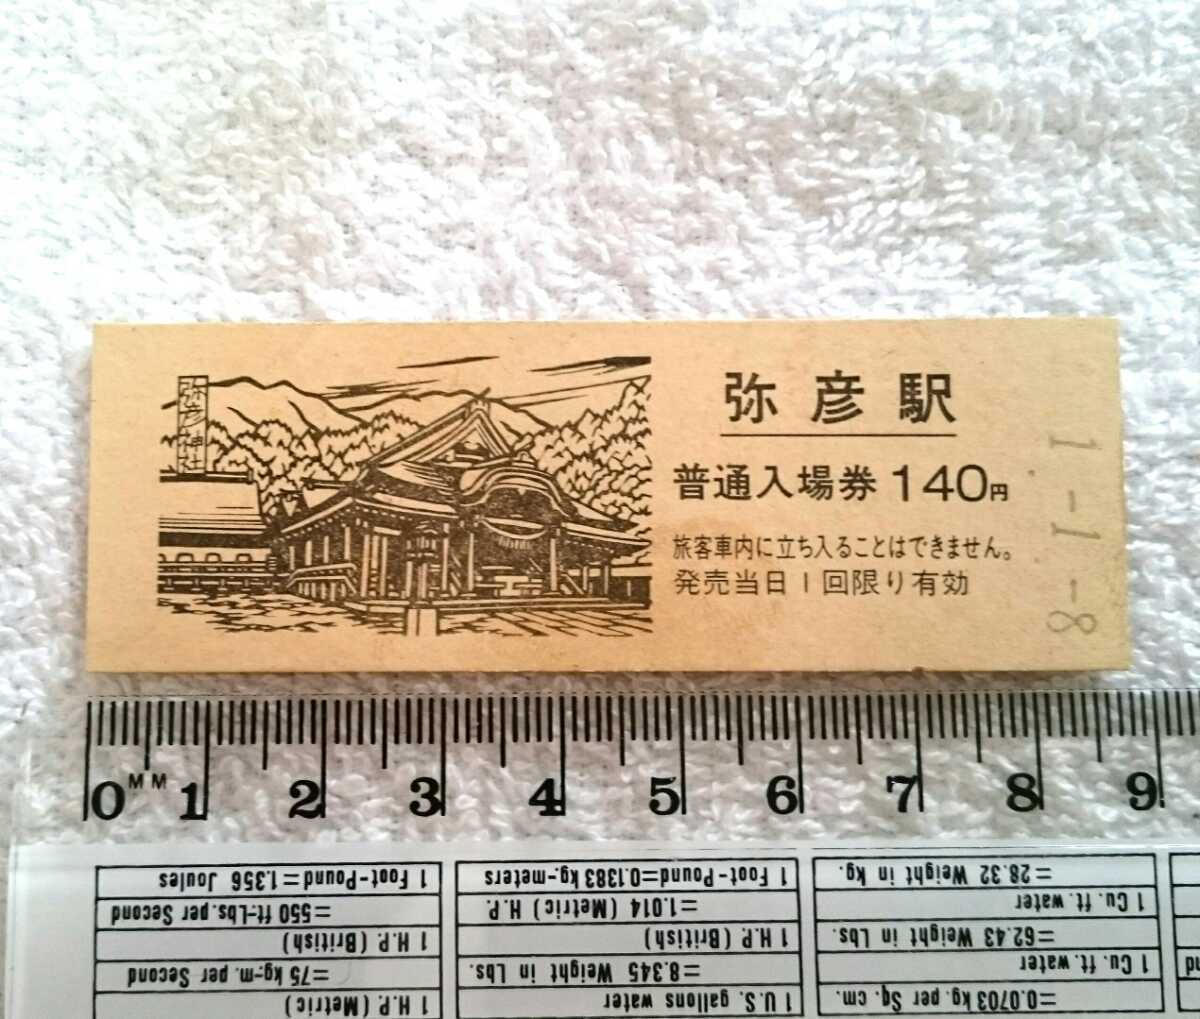 弥彦神社
弥彦駅
普通入場券 140円
旅客車内に立ち入ることはできません。
発売当日1回限り有効
1.-1.-8
0 MM 1 2 3 4 5 6 7 8 9
1 H.P. (Metric)
=75 kg-m. per Second
1 H.P. (British)
=550 ft-Lbs. per Second
1 Foot-Pound=1.356 Joules
1 U.S. gallons water
=8.345 Weight in Lbs.
1 H.P. (British)
=1.014 (Metric) H.P.
1 Foot-Pound=0.1383 kg.-meters
=0.0703 kg. per Sq. cm.
1 Cu. ft. water
=62.43 Weight in Lbs.
1 Cu. ft. water
=28.32 Weight in kg.